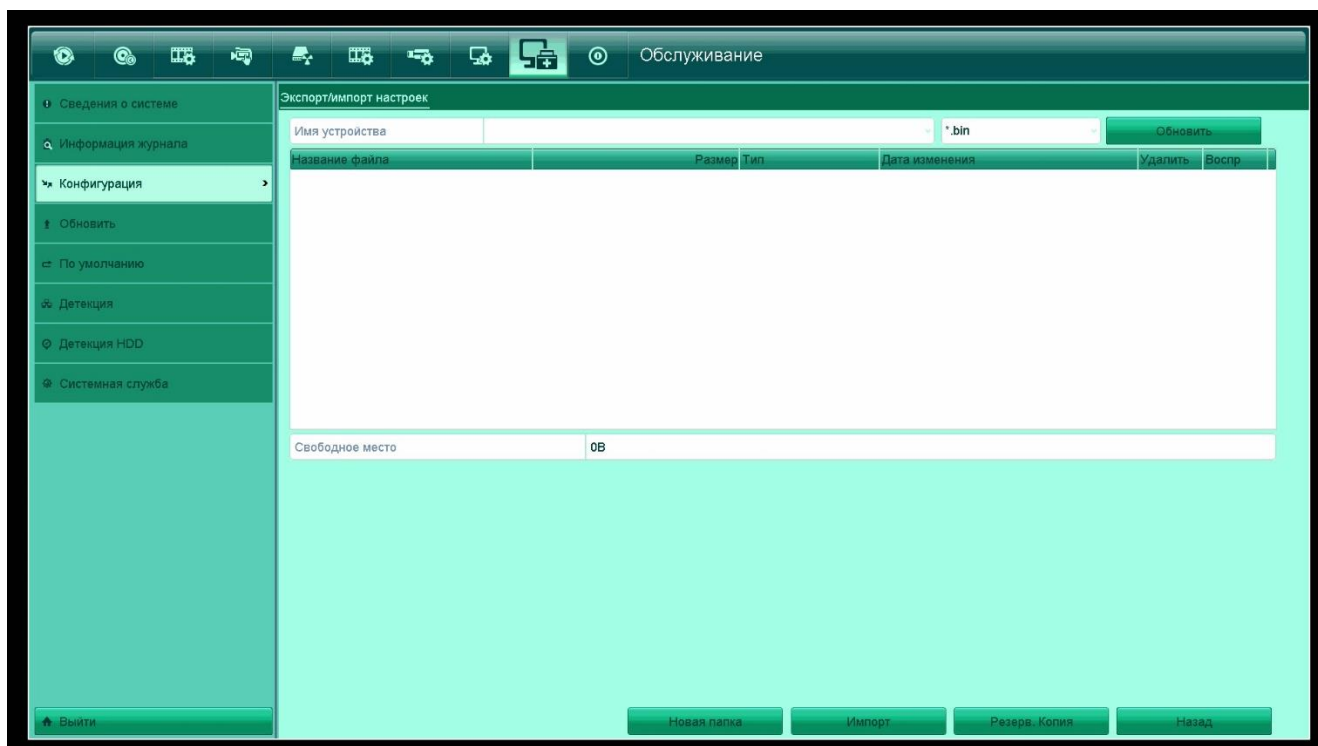 Обслуживание
Сведения о системе
Информация журнала
Конфигурация
Обновить
По умолчанию
Детекция
Детекция HDD
Системная служба
Выйти
Экспорт/импорт настроек
Имя устройства *.bin Обновить
Название файла Размер Тип Дата изменения Удалить Воспр
Свободное место 0B
Новая папка Импорт Резерв. Копия Назад